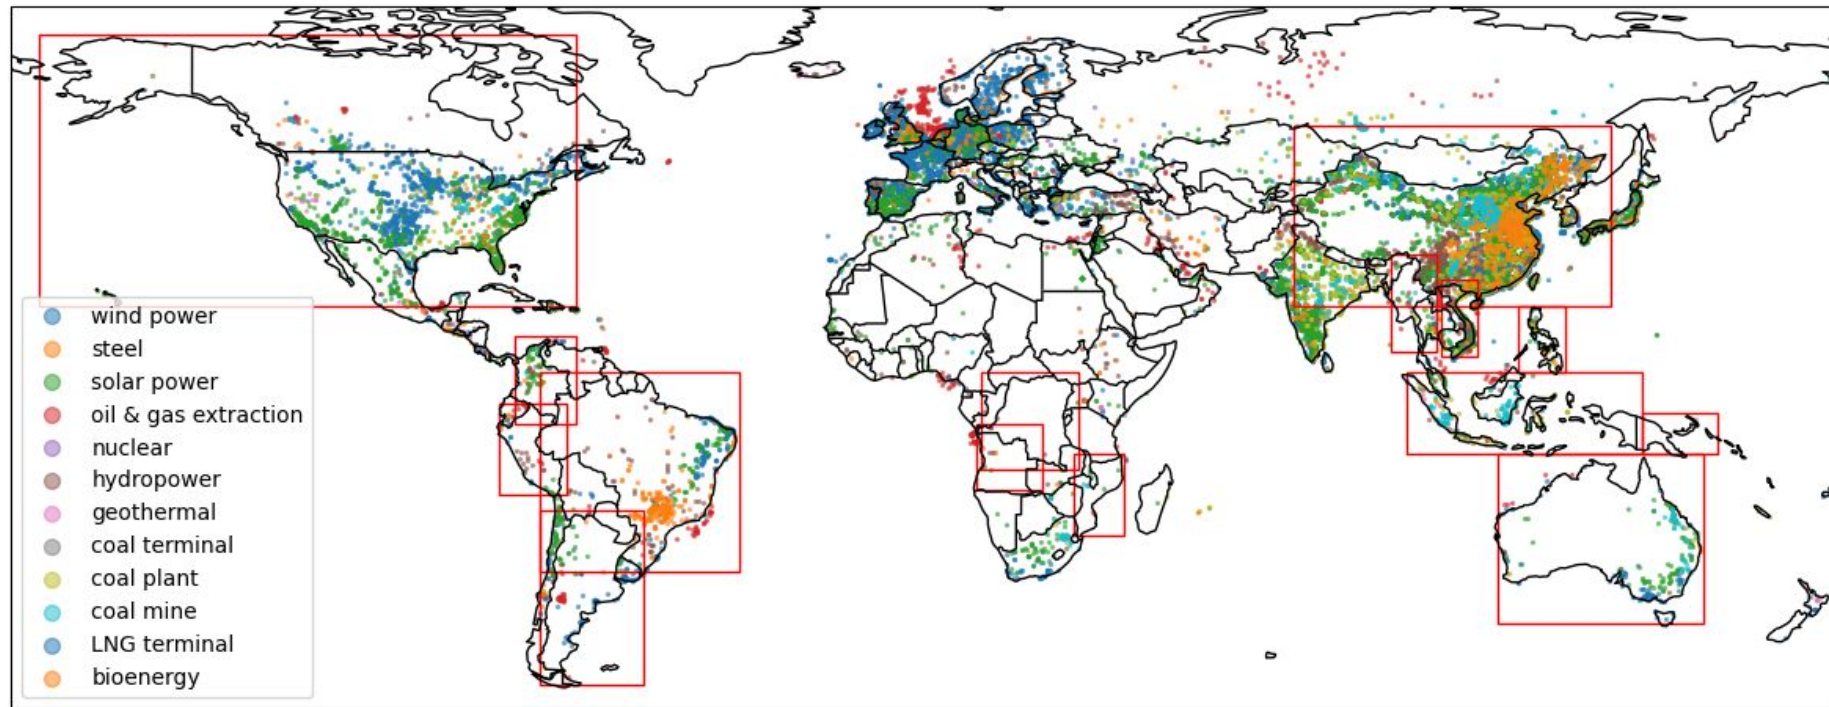 wind power
steel
solar power
oil & gas extraction
nuclear
hydropower
geothermal
coal terminal
coal plant
coal mine
LNG terminal
bioenergy